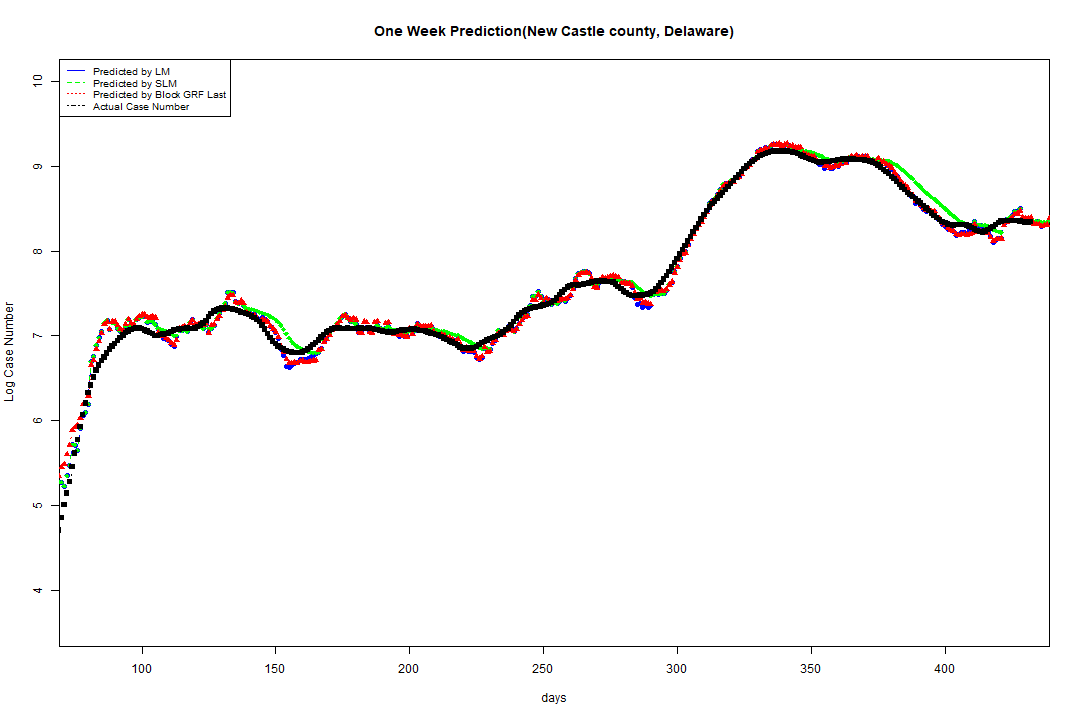 One Week Prediction(New Castle county, Delaware)
Predicted by LM
Predicted by SLM
Predicted by Block GRF Last
Actual Case Number
10
9
8
7
6
5
4
Log Case Number
100 150 200 250 300 350 400
days